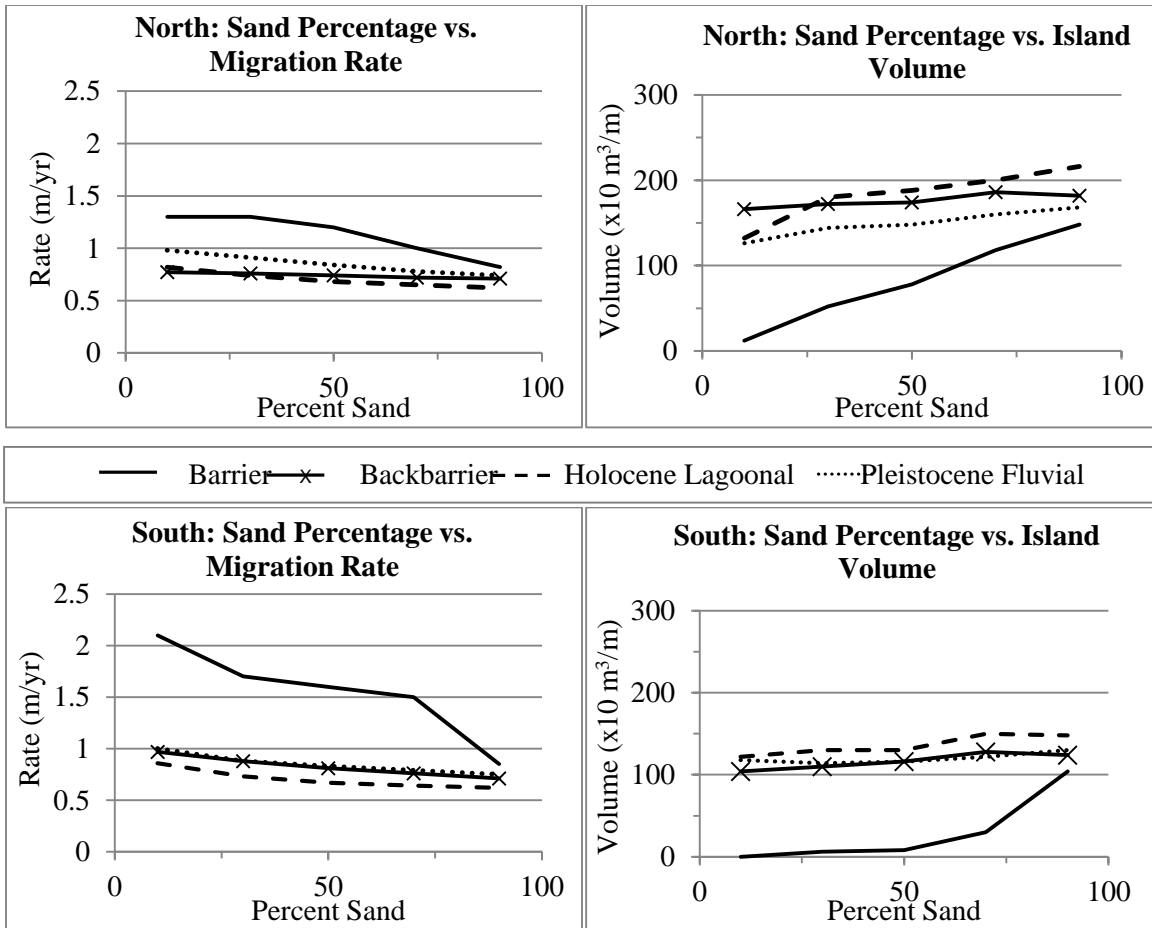 North: Sand Percentage vs.
Migration Rate
2.5
2
1.5
1
0.5
0
Rate (m/yr)
0
50
100
Percent Sand
North: Sand Percentage vs. Island
Volume
300
200
100
0
Volume (x10 m³/m)
0
50
100
Percent Sand
Barrier Backbarrier Holocene Lagoonal Pleistocene Fluvial
South: Sand Percentage vs.
Migration Rate
2.5
2
1.5
1
0.5
0
Rate (m/yr)
0
50
100
Percent Sand
South: Sand Percentage vs. Island
Volume
300
200
100
0
Volume (x10 m³/m)
0
50
100
Percent Sand